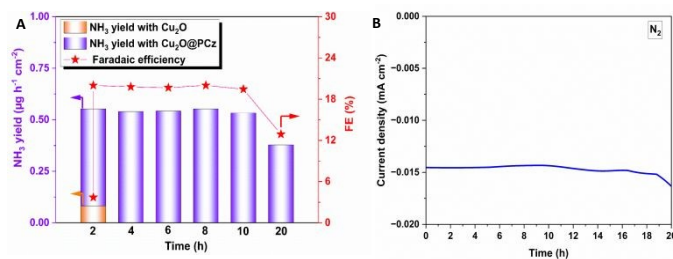 A
NH₃ yield with Cu₂O
NH₃ yield with Cu₂O@PCz
Faradaic efficiency
NH₃ yield (μg h⁻¹ cm⁻²)
1.00
0.75
0.50
0.25
0.00
2 4 6 8 10 20
Time (h)
30
24
18
12
6
0
FE (%)
B
N₂
Current density (mA cm⁻²)
0.000
-0.005
-0.010
-0.015
-0.020
0 2 4 6 8 10 12 14 16 18 20
Time (h)